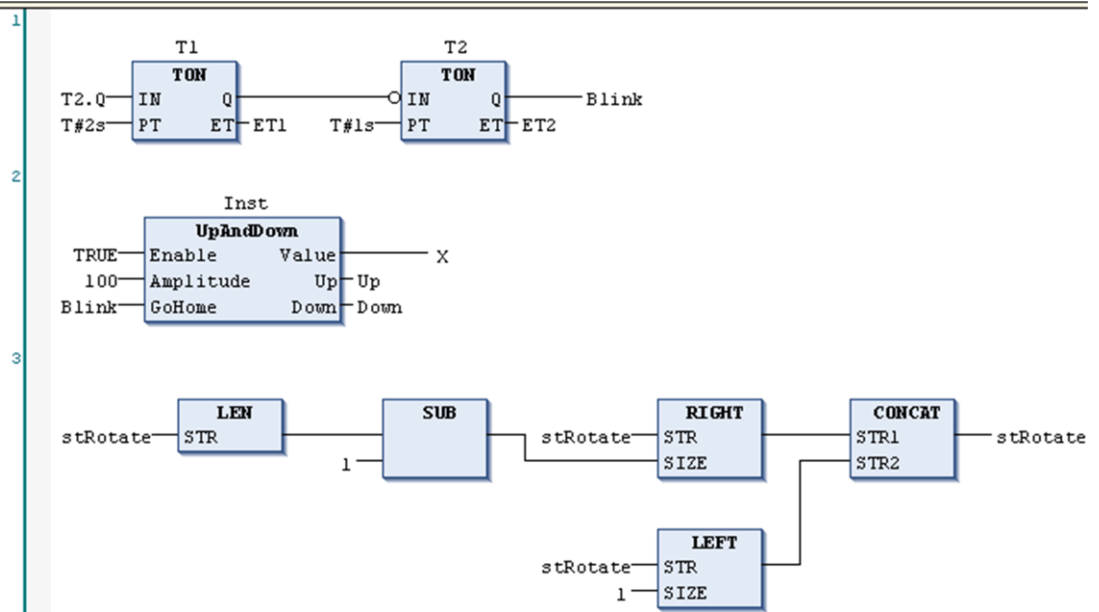 1
T1 T2
TON TON
T2.Q IN Q IN Q Blink
T#2s PT ET ET1 T#1s PT ET ET2
2
Inst
UpAndDown
TRUE Enable Value X
100 Amplitude Up Up
Blink GoHome Down Down
3
LEN SUB RIGHT CONCAT
stRotate STR stRotate STR STR1 stRotate
1 SIZE STR2
LEFT
stRotate STR
1 SIZE